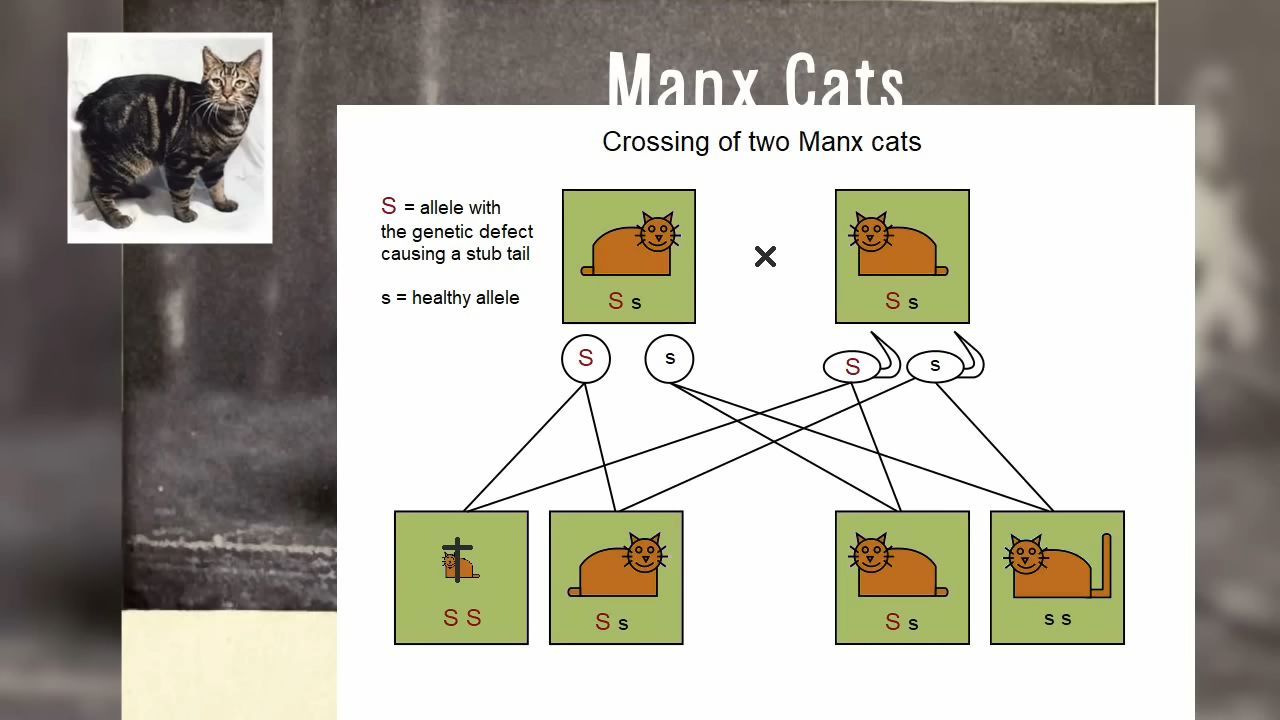 Manx Cats
Crossing of two Manx cats
S = allele with
the genetic defect
causing a stub tail
s = healthy allele
S s
S s
S
s
S
s
S S
S s
S s
s s